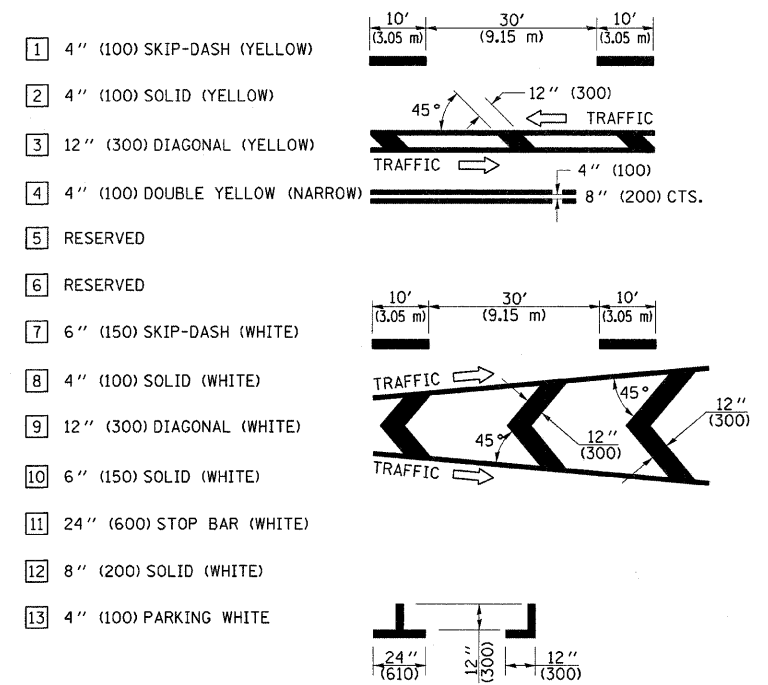 10' 30' 10'
(3.05 m) (9.15 m) (3.05 m)
1 4" (100) SKIP-DASH (YELLOW)
2 4" (100) SOLID (YELLOW)
45° 12" (300)
TRAFFIC
3 12" (300) DIAGONAL (YELLOW)
TRAFFIC
4 4" (100) DOUBLE YELLOW (NARROW)
4" (100)
8" (200) CTS.
5 RESERVED
6 RESERVED
10' 30' 10'
(3.05 m) (9.15 m) (3.05 m)
7 6" (150) SKIP-DASH (WHITE)
8 4" (100) SOLID (WHITE)
TRAFFIC
45°
12"
(300)
9 12" (300) DIAGONAL (WHITE)
45°
12"
(300)
TRAFFIC
10 6" (150) SOLID (WHITE)
11 24" (600) STOP BAR (WHITE)
12 8" (200) SOLID (WHITE)
13 4" (100) PARKING WHITE
24"
(610)
12"
(300)
12"
(300)